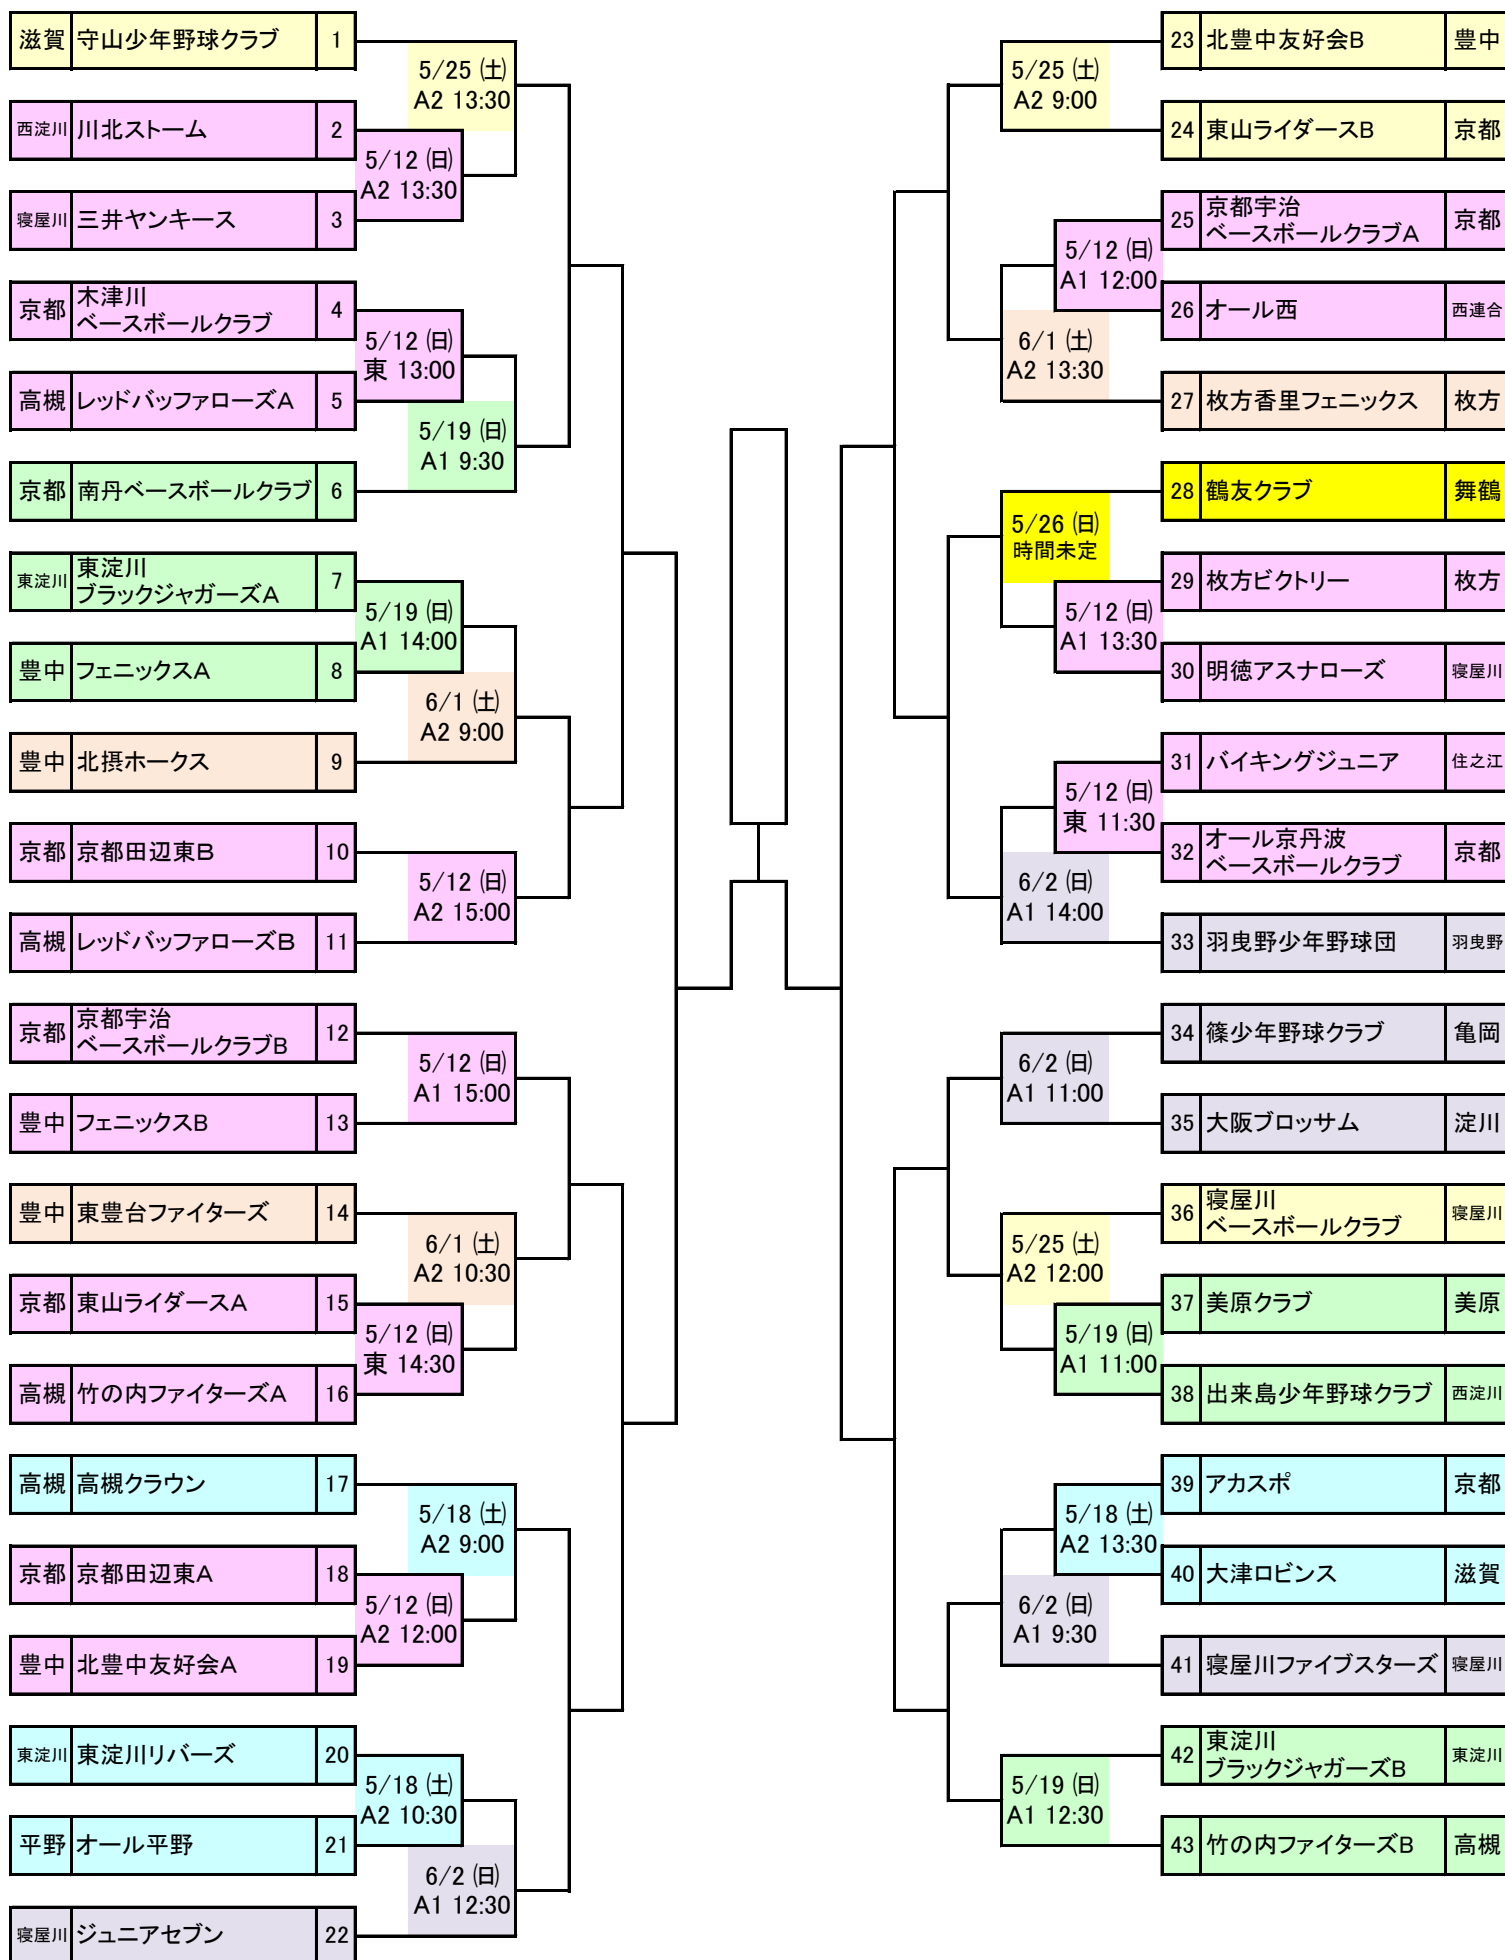 滋賀 守山少年野球クラブ 1
5/25 (土)
A2 13:30
西淀川 川北ストーム 2
5/12 (日)
A2 13:30
寝屋川 三井ヤンキース 3
京都 木津川
ベースボールクラブ 4
5/12 (日)
東 13:00
高槻 レッドバッファローズA 5
5/19 (日)
A1 9:30
京都 南丹ベースボールクラブ 6
東淀川 東淀川
ブラックジャガーズA 7
5/19 (日)
A1 14:00
豊中 フェニックスA 8
6/1 (土)
A2 9:00
豊中 北摂ホークス 9
京都 京都田辺東B 10
5/12 (日)
A2 15:00
高槻 レッドバッファローズB 11
京都 京都宇治
ベースボールクラブB 12
5/12 (日)
A1 15:00
豊中 フェニックスB 13
豊中 東豊台ファイターズ 14
6/1 (土)
A2 10:30
京都 東山ライダースA 15
5/12 (日)
東 14:30
高槻 竹の内ファイターズA 16
高槻 高槻クラウン 17
5/18 (土)
A2 9:00
京都 京都田辺東A 18
5/12 (日)
A2 12:00
豊中 北豊中友好会A 19
東淀川 東淀川リバーズ 20
5/18 (土)
A2 10:30
平野 オール平野 21
6/2 (日)
A1 12:30
寝屋川 ジュニアセブン 22
23 北豊中友好会B 豊中
5/25 (土)
A2 9:00
24 東山ライダースB 京都
25 京都宇治
ベースボールクラブA 京都
5/12 (日)
A1 12:00
26 オール西 西連合
6/1 (土)
A2 13:30
27 枚方香里フェニックス 枚方
28 鶴友クラブ 舞鶴
5/26 (日)
時間未定
29 枚方ビクトリー 枚方
5/12 (日)
A1 13:30
30 明徳アスナローズ 寝屋川
31 バイキングジュニア 住之江
5/12 (日)
東 11:30
32 オール京丹波
ベースボールクラブ 京都
6/2 (日)
A1 14:00
33 羽曳野少年野球団 羽曳野
34 篠少年野球クラブ 亀岡
6/2 (日)
A1 11:00
35 大阪ブロッサム 淀川
36 寝屋川
ベースボールクラブ 寝屋川
5/25 (土)
A2 12:00
37 美原クラブ 美原
5/19 (日)
A1 11:00
38 出来島少年野球クラブ 西淀川
39 アカスポ 京都
5/18 (土)
A2 13:30
40 大津ロビンス 滋賀
6/2 (日)
A1 9:30
41 寝屋川ファイブスターズ 寝屋川
42 東淀川
ブラックジャガーズB 東淀川
5/19 (日)
A1 12:30
43 竹の内ファイターズB 高槻